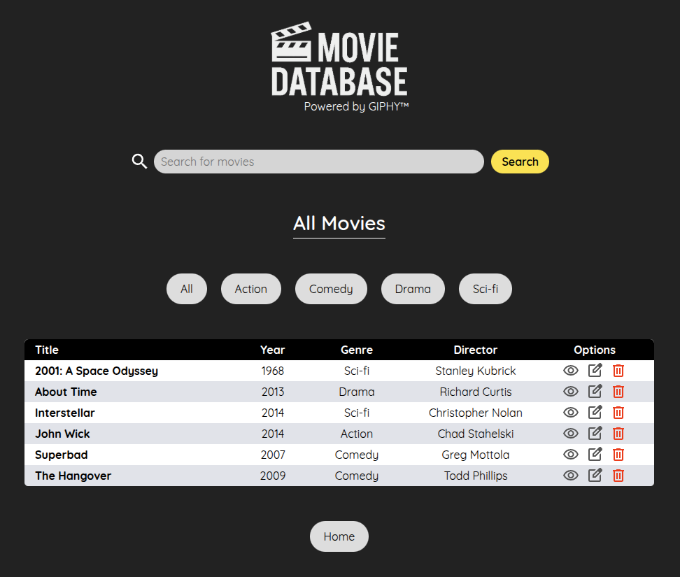 MOVIE
DATABASE
Powered by GIPHY™
Search for movies Search
All Movies
All Action Comedy Drama Sci-fi
Title Year Genre Director Options
2001: A Space Odyssey 1968 Sci-fi Stanley Kubrick
About Time 2013 Drama Richard Curtis
Interstellar 2014 Sci-fi Christopher Nolan
John Wick 2014 Action Chad Stahelski
Superbad 2007 Comedy Greg Mottola
The Hangover 2009 Comedy Todd Phillips
Home